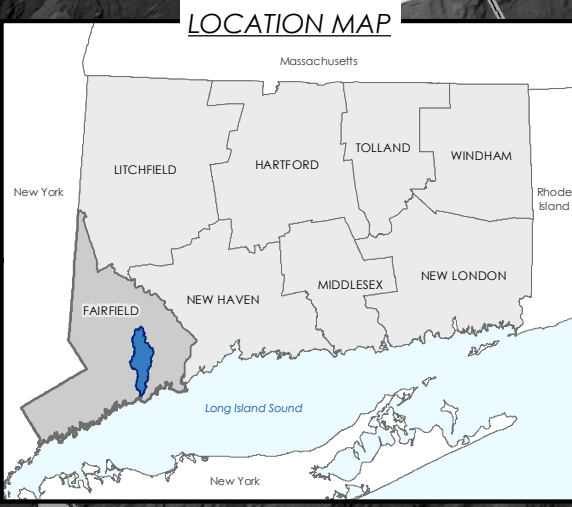 LOCATION MAP
Massachusetts
LITCHFIELD
HARTFORD
TOLLAND
WINDHAM
New York
Rhode
Island
FAIRFIELD
NEW HAVEN
MIDDLESEX
NEW LONDON
Long Island Sound
New York